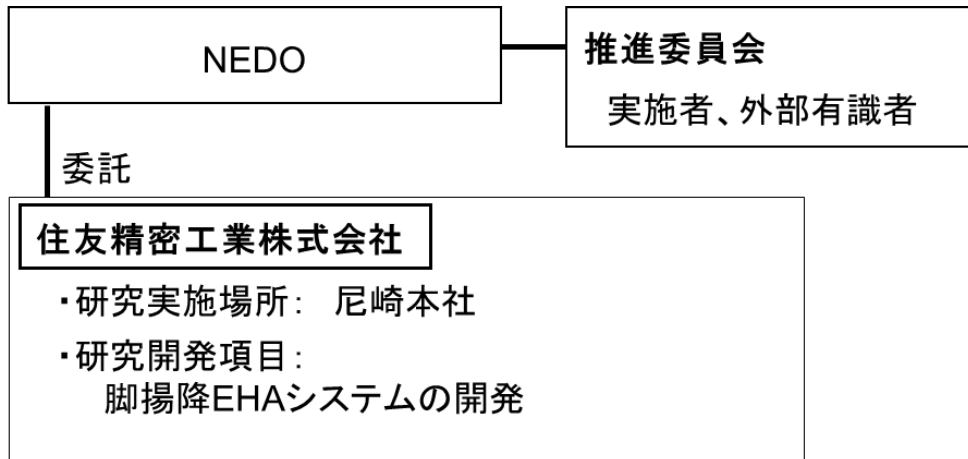 NEDO
推進委員会
実施者、外部有識者
委託
住友精密工業株式会社
・研究実施場所： 尼崎本社
・研究開発項目：
脚揚降EHAシステムの開発